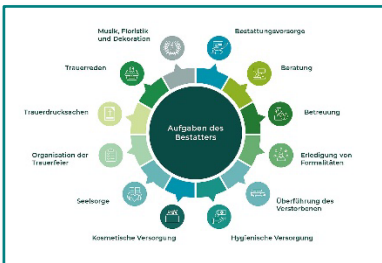 Musik, Floristik
und Dekoration
Bestattungsvorsorge
Trauerreden
Beratung
Trauerdrucksachen
Betreuung
Aufgaben des
Bestatters
Organisation der
Trauerfeier
Erledigung von
Formalitäten
Seelsorge
Überführung des
Verstorbenen
Kosmetische Versorgung
Hygienische Versorgung